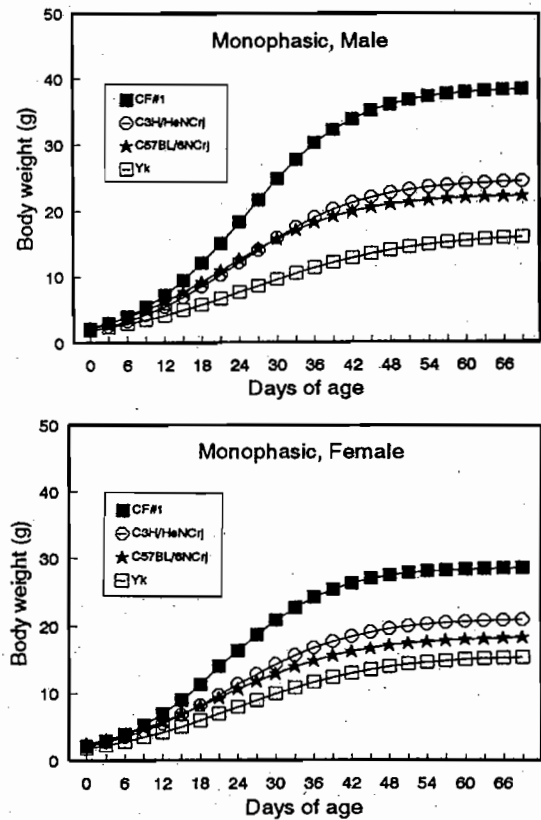 Monophasic, Male
Body weight (g)
50
40
30
20
10
0
CF#1
C3H/HeNCrj
C57BL/6NCrj
Yk
0 6 12 18 24 30 36 42 48 54 60 66
Days of age
Monophasic, Female
Body weight (g)
50
40
30
20
10
0
CF#1
C3H/HeNCrj
C57BL/6NCrj
Yk
0 6 12 18 24 30 36 42 48 54 60 66
Days of age